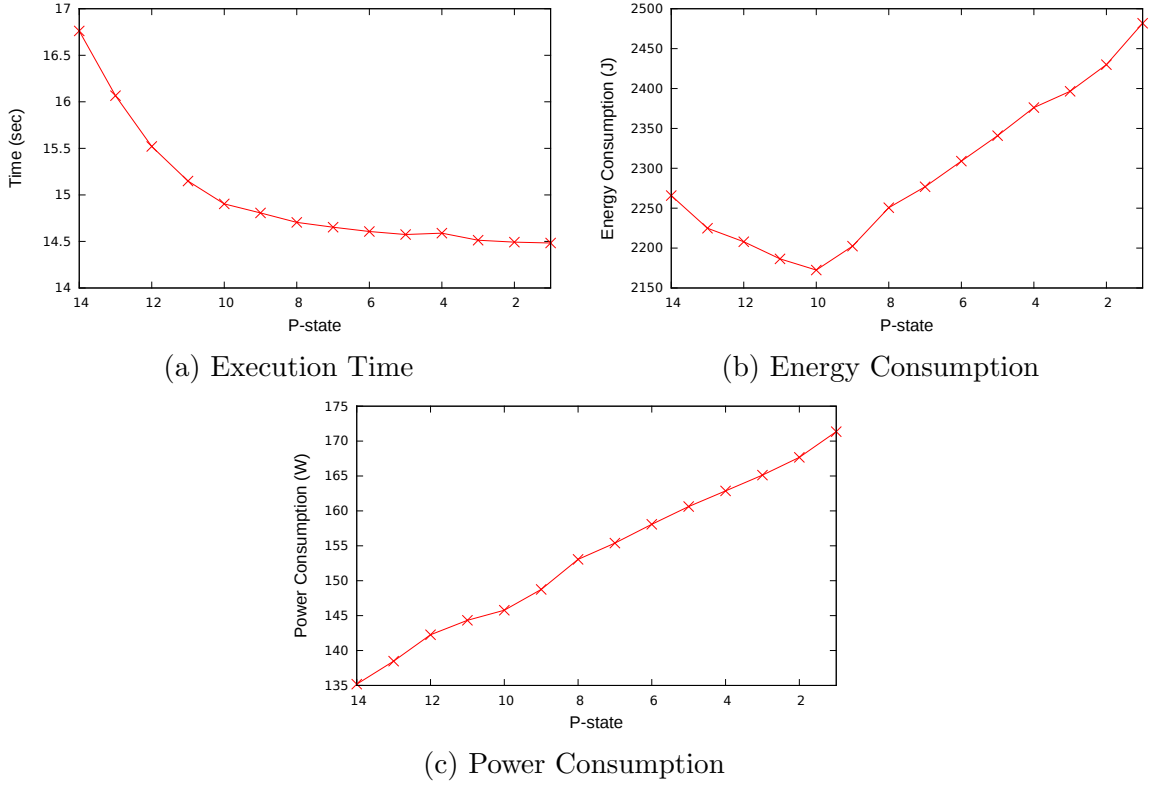 17
16.5
16
15.5
15
14.5
14
Time (sec)
14 12 10 8 6 4 2
P-state
(a) Execution Time
2500
2450
2400
2350
2300
2250
2200
2150
Energy Consumption (J)
14 12 10 8 6 4 2
P-state
(b) Energy Consumption
175
170
165
160
155
150
145
140
135
Power Consumption (W)
14 12 10 8 6 4 2
P-state
(c) Power Consumption